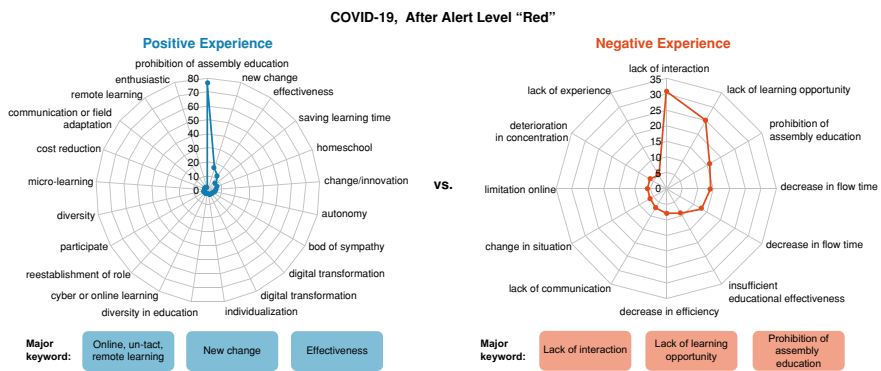 COVID-19, After Alert Level “Red”
Positive Experience
prohibition of assembly education
new change
effectiveness
saving learning time
homeschool
change/innovation
autonomy
bod of sympathy
digital transformation
digital transformation
individualization
diversity in education
cyber or online learning
reestablishment of role
participate
diversity
micro-learning
cost reduction
communication or field
adaptation
remote learning
enthusiastic
80
70
60
50
40
30
20
10
0
Major
keyword:
Online, un-tact,
remote learning
New change
Effectiveness
vs.
Negative Experience
lack of interaction
lack of learning opportunity
prohibition of
assembly education
decrease in flow time
decrease in flow time
insufficient
educational effectiveness
decrease in efficiency
lack of communication
change in situation
limitation online
deterioration
in concentration
lack of experience
35
30
25
20
15
10
5
0
Major
keyword:
Lack of interaction
Lack of learning
opportunity
Prohibition of
assembly
education